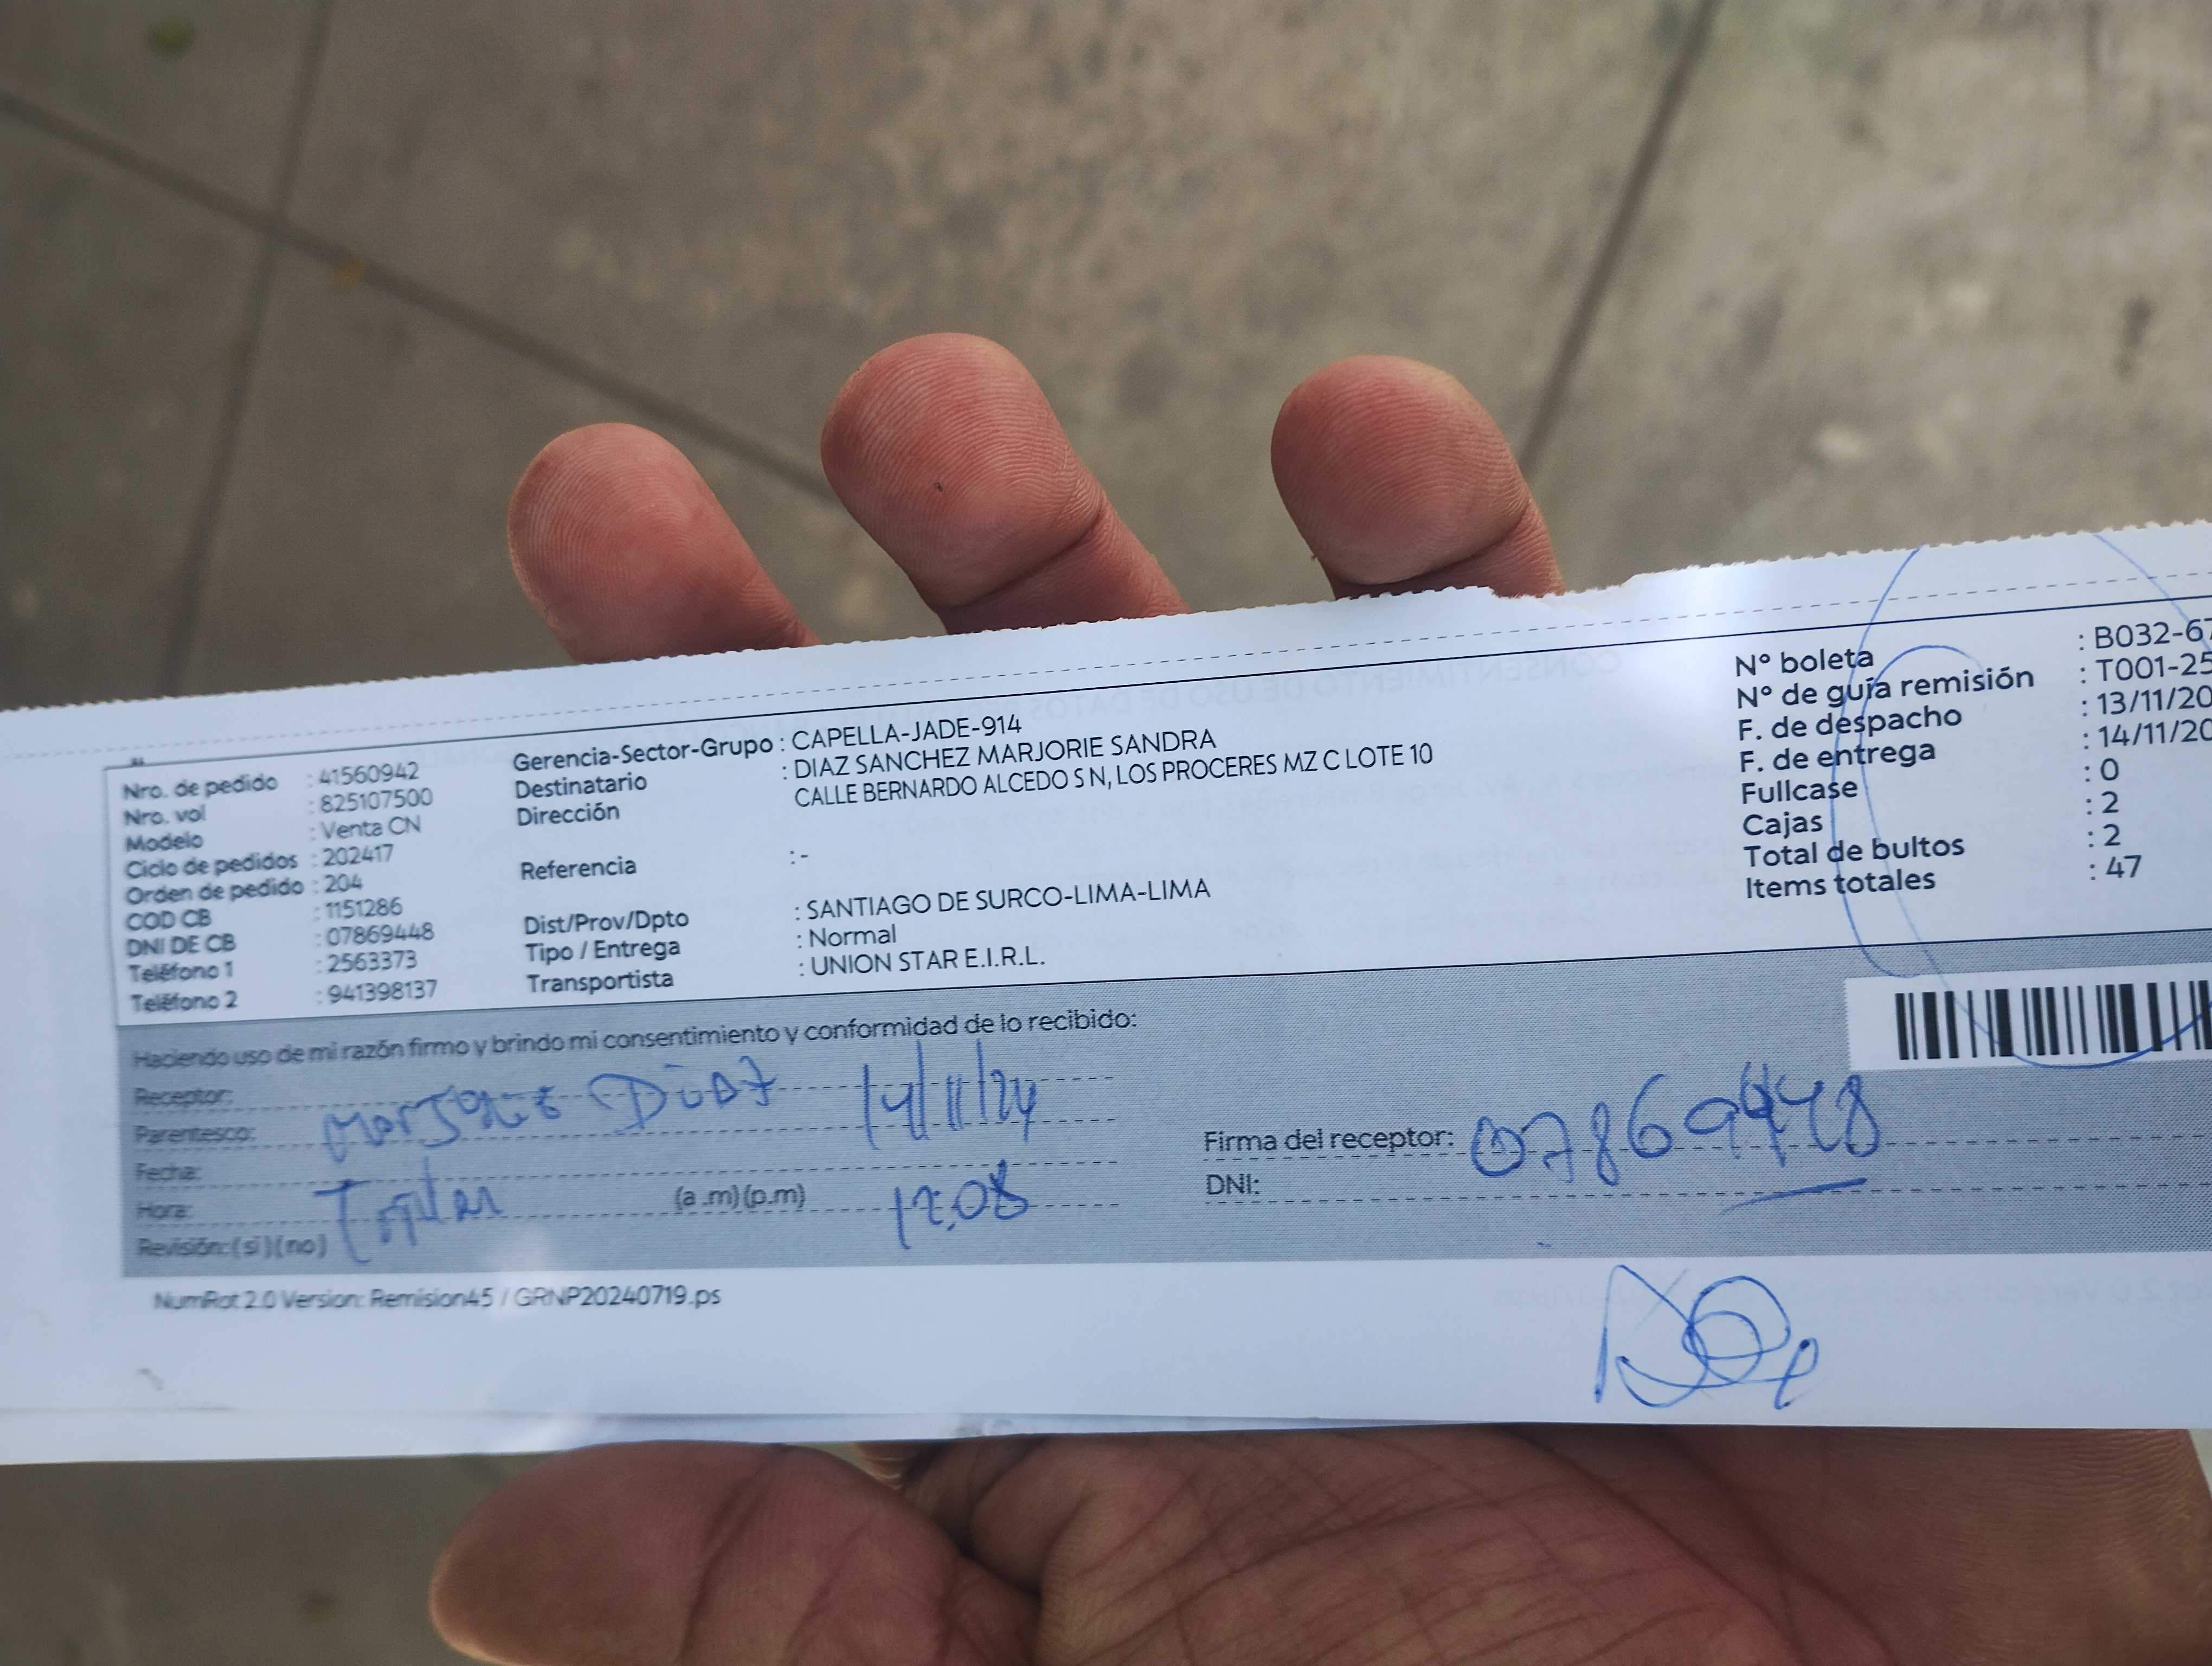 Nro. de pedido : 41560942
Nro. vol : 825107500
Modelo : Venta CN
Ciclo de pedidos : 202417
Orden de pedido : 204
COD CB : 1151286
DNI DE CB : 07869448
Teléfono 1 : 2563373
Teléfono 2 : 941398137
Gerencia-Sector-Grupo : CAPELLA-JADE-914
Destinatario : DIAZ SANCHEZ MARJORIE SANDRA
Dirección CALLE BERNARDO ALCEDO S N, LOS PROCERES MZ C LOTE 10
Referencia : -
Dist/Prov/Dpto : SANTIAGO DE SURCO-LIMA-LIMA
Tipo / Entrega : Normal
Transportista : UNION STAR E.I.R.L.
N° boleta : B032-67
N° de guía remisión : T001-25
F. de despacho : 13/11/20
F. de entrega : 14/11/20
Fullcase : 0
Cajas : 2
Total de bultos : 2
Items totales : 47
Haciendo uso de mi razón firmo y brindo mi consentimiento y conformidad de lo recibido:
Receptor:
Marjorie Diaz 14/11/24
Parentesco:
Fecha:
Titular 12:08
Hora: (a .m) (p.m)
Revisión: ( si ) ( no )
Firma del receptor: 07869448
DNI:
NumRot 2.0 Version: Remision45 / GRNP20240719.ps